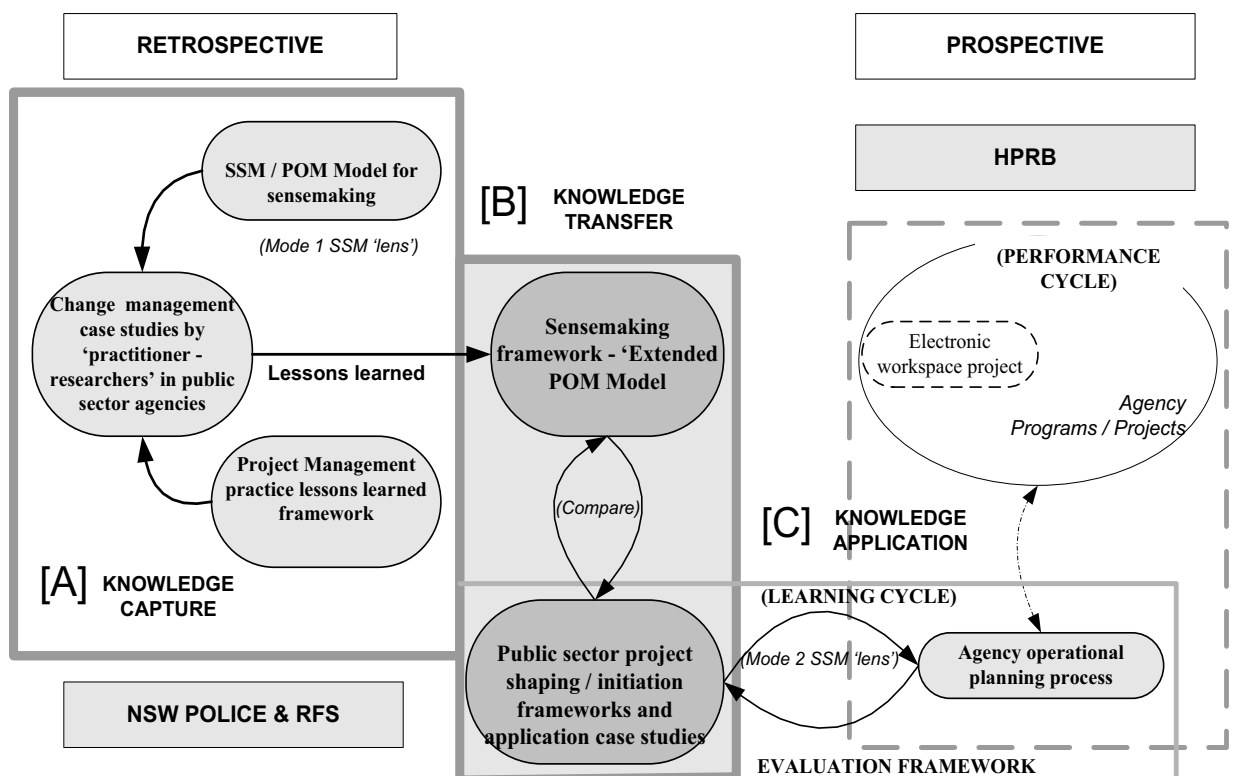 RETROSPECTIVE
PROSPECTIVE
SSM / POM Model for
sensemaking
(Mode 1 SSM ‘lens’)
Change management
case studies by
‘practitioner -
researchers’ in public
sector agencies
Lessons learned
Project Management
practice lessons learned
framework
[A] KNOWLEDGE
CAPTURE
NSW POLICE & RFS
[B] KNOWLEDGE
TRANSFER
Sensemaking
framework - ‘Extended
POM Model
(Compare)
Public sector project
shaping / initiation
frameworks and
application case studies
HPRB
(PERFORMANCE
CYCLE)
Electronic
workspace project
Agency
Programs / Projects
[C] KNOWLEDGE
APPLICATION
(LEARNING CYCLE)
(Mode 2 SSM ‘lens’)
Agency operational
planning process
EVALUATION FRAMEWORK